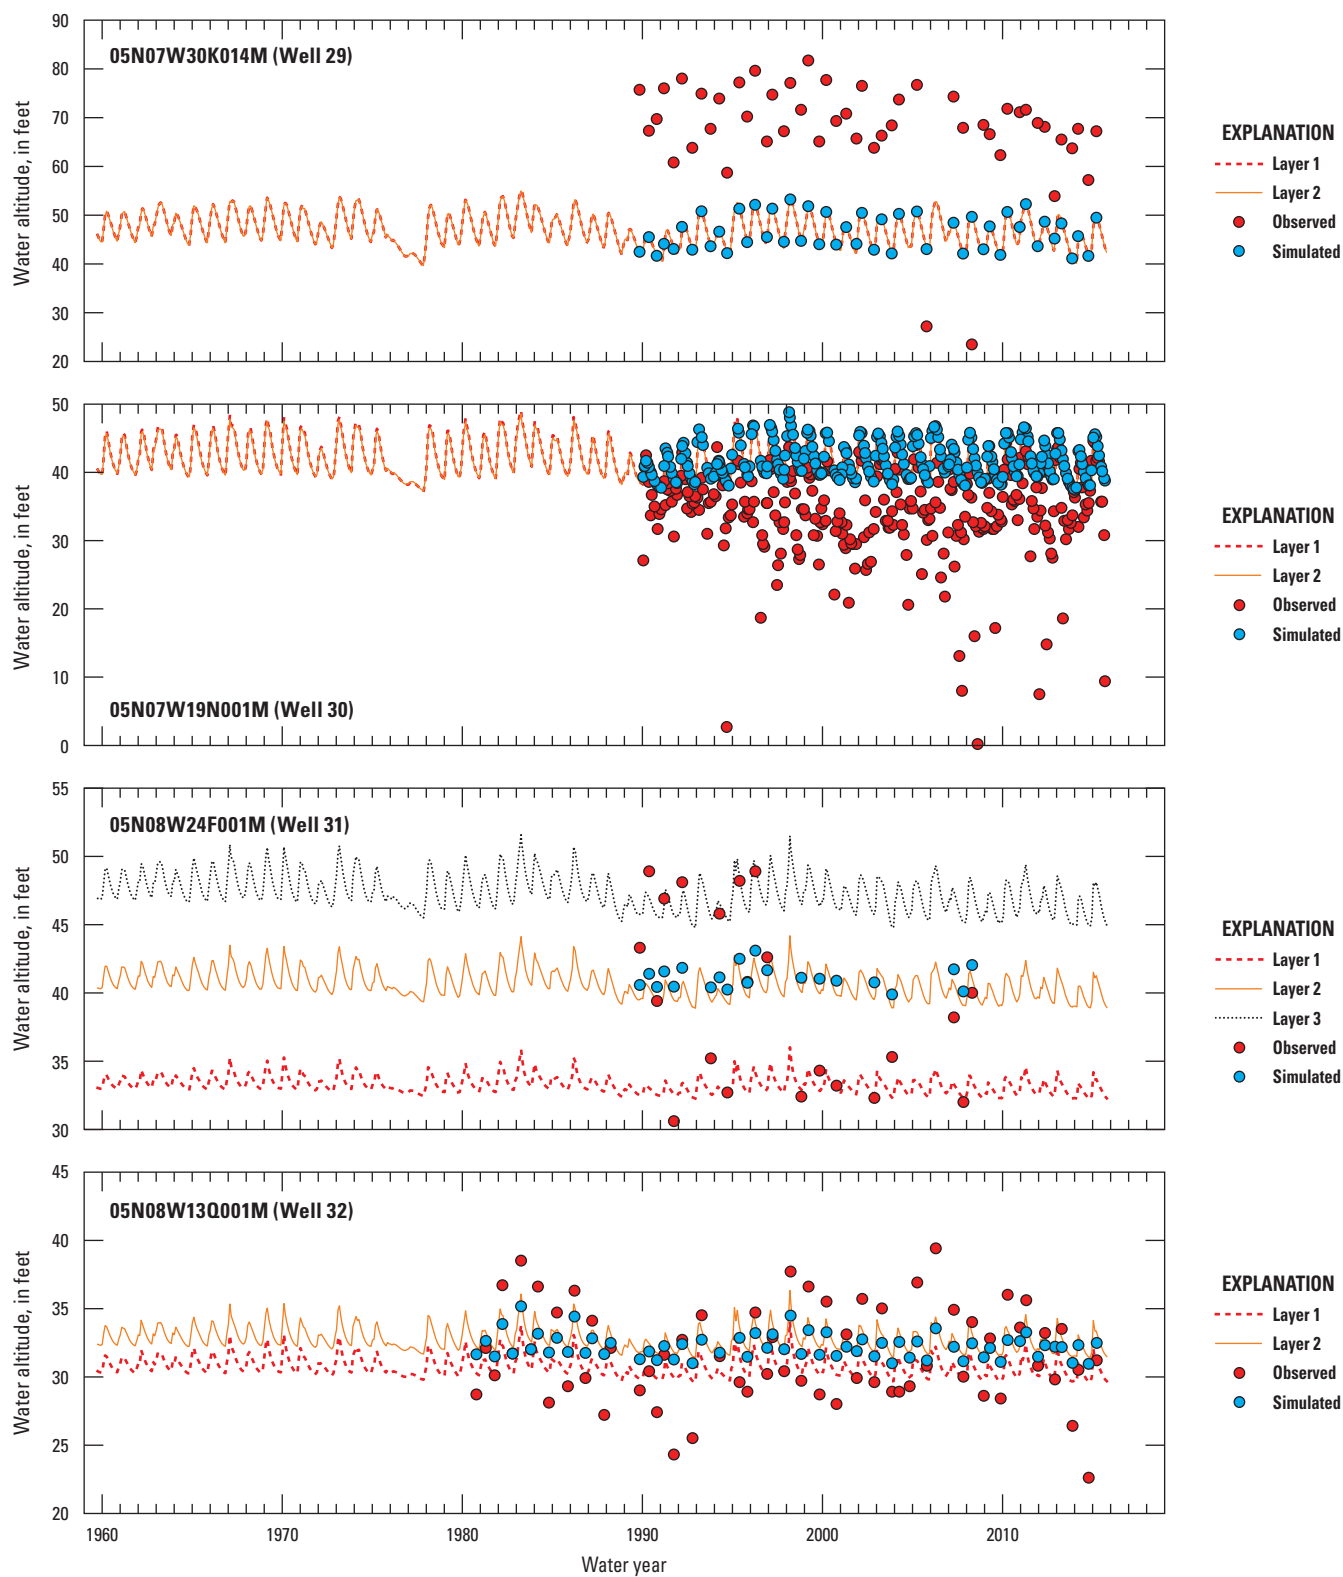 90
80
70
60
50
40
30
20
Water altitude, in feet
05N07W30K014M (Well 29)
EXPLANATION
Layer 1
Layer 2
Observed
Simulated
50
40
30
20
10
0
Water altitude, in feet
05N07W19N001M (Well 30)
EXPLANATION
Layer 1
Layer 2
Observed
Simulated
55
50
45
40
35
30
Water altitude, in feet
05N08W24F001M (Well 31)
EXPLANATION
Layer 1
Layer 2
Layer 3
Observed
Simulated
45
40
35
30
25
20
Water altitude, in feet
05N08W13Q001M (Well 32)
EXPLANATION
Layer 1
Layer 2
Observed
Simulated
1960 1970 1980 1990 2000 2010
Water year